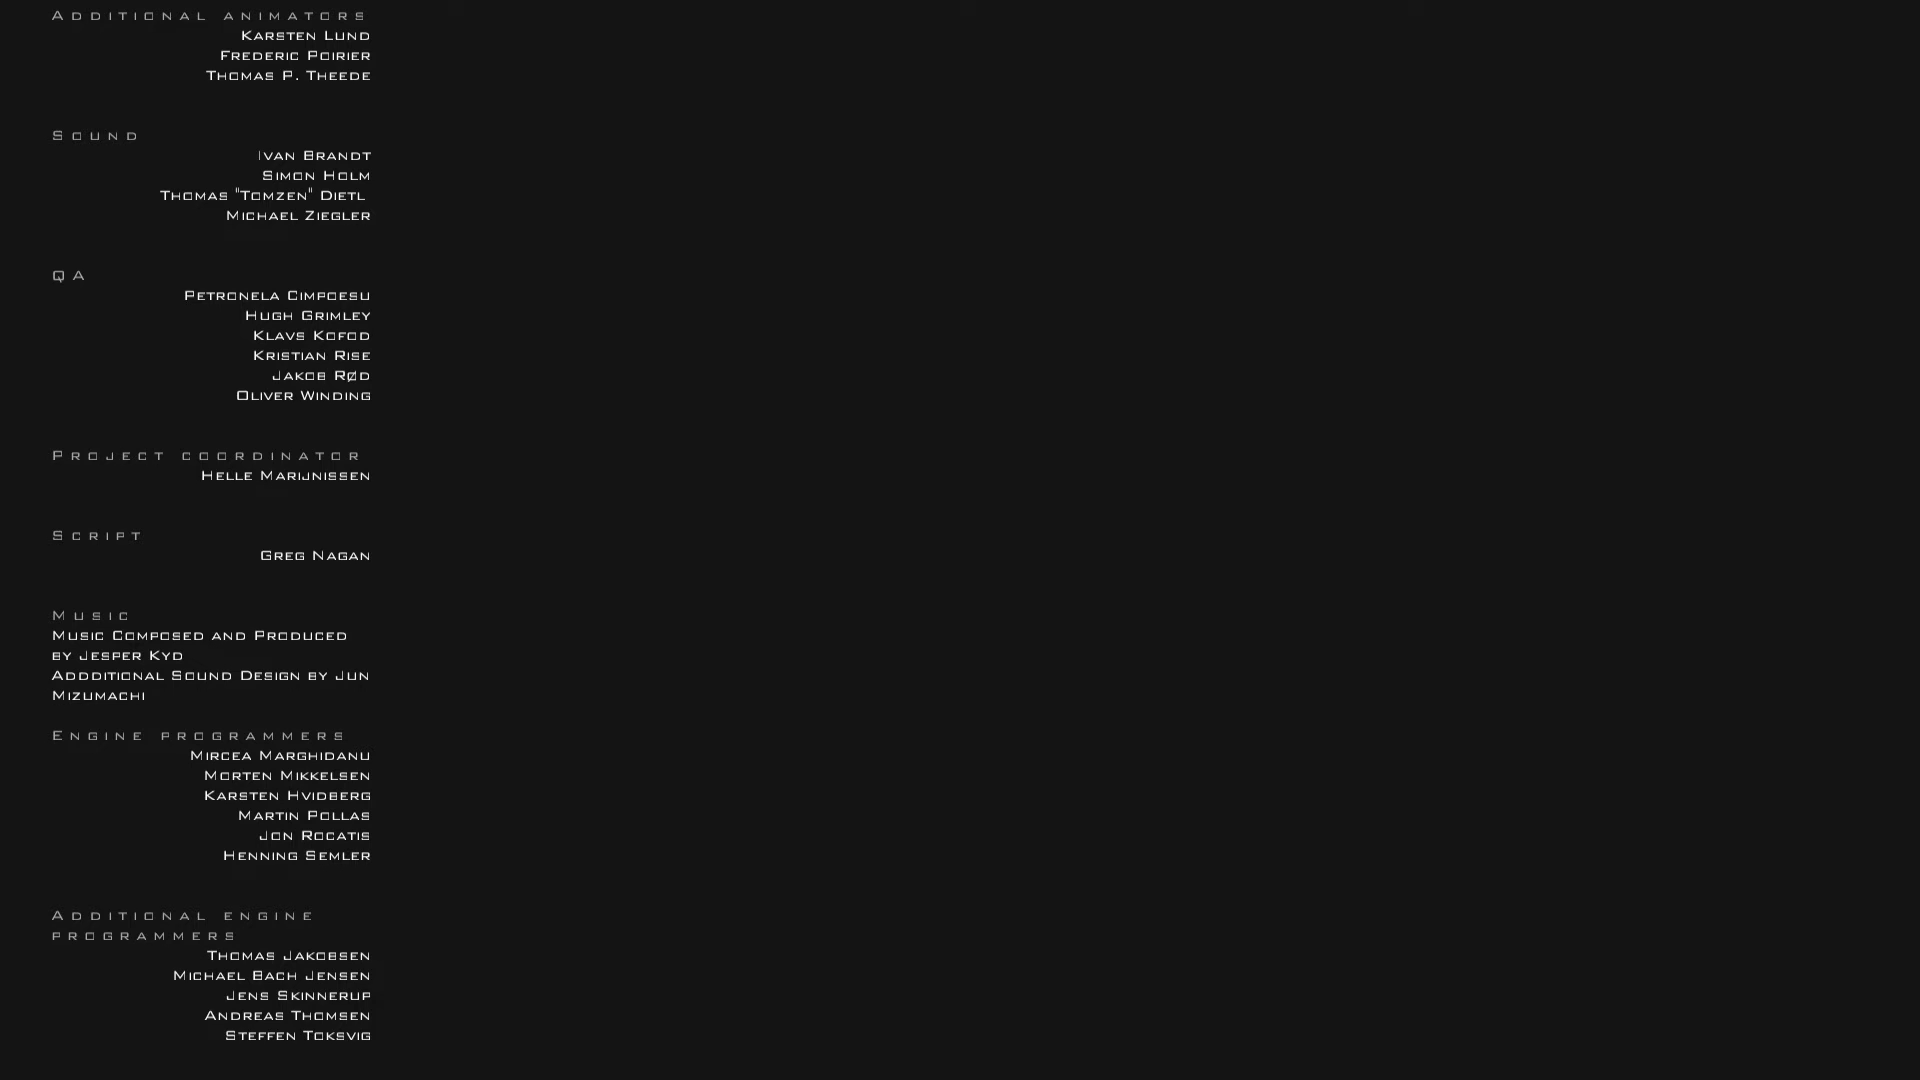 Additional animators
Karsten Lund
Frederic Poirier
Thomas P. Theede
Sound
Ivan Brandt
Simon Holm
Thomas "Tomzen" Dietl
Michael Ziegler
QA
Petronela Cimpoesu
Hugh Grimley
Klavs Kofod
Kristian Rise
Jakob Rød
Oliver Winding
Project coordinator
Helle Marijnissen
Script
Greg Nagan
Music
Music Composed and Produced
by Jesper Kyd
Addditional Sound Design by Jun
Mizumachi
Engine programmers
Mircea Marghidanu
Morten Mikkelsen
Karsten Hvidberg
Martin Pollas
Jon Rocatis
Henning Semler
Additional engine
programmers
Thomas Jakobsen
Michael Bach Jensen
Jens Skinnerup
Andreas Thomsen
Steffen Toksvig